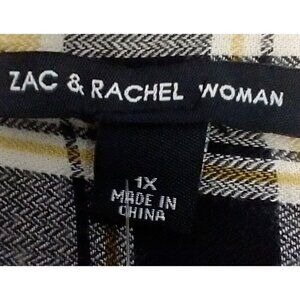 ZAC & RACHEL WOMAN
1X
MADE IN
CHINA